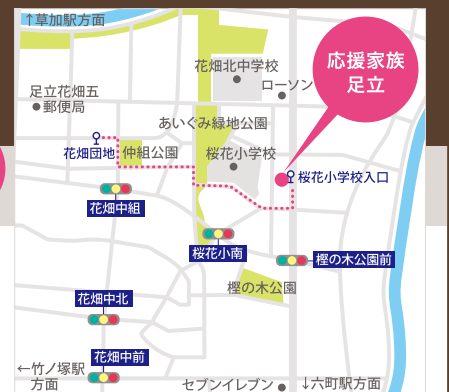 ↑草加駅方面
応援家族
足立
花畑北中学校
ローソン
足立花畑五
郵便局
あいぐみ緑地公園
花畑団地
仲組公園
桜花小学校
桜花小学校入口
花畑中組
桜花小南
樫の木公園前
樫の木公園
花畑中北
花畑中前
←竹ノ塚駅
方面
セブンイレブン
↓六町駅方面